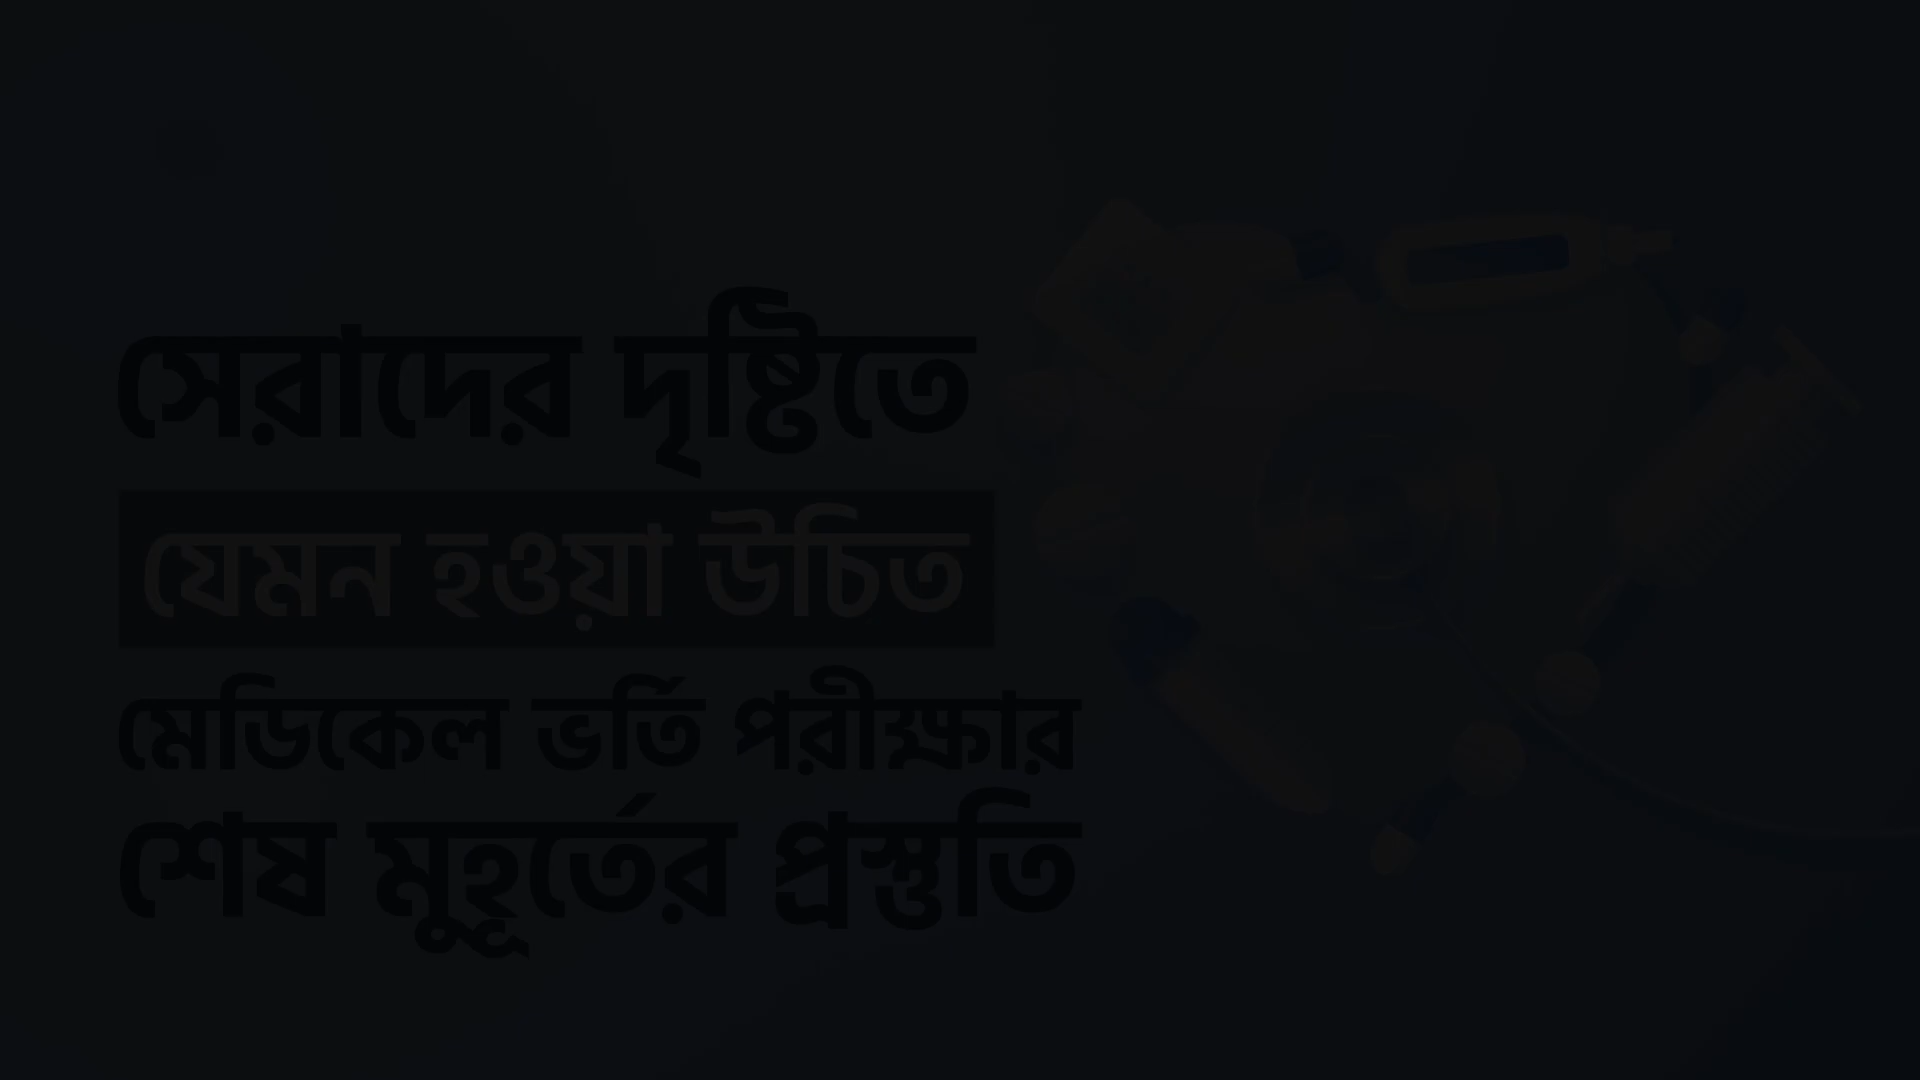 সেরাদের দৃষ্টিতে
যেমন হওয়া উচিত
মেডিকেল ভর্তি পরীক্ষার
শেষ মুহূর্তের প্রস্তুতি